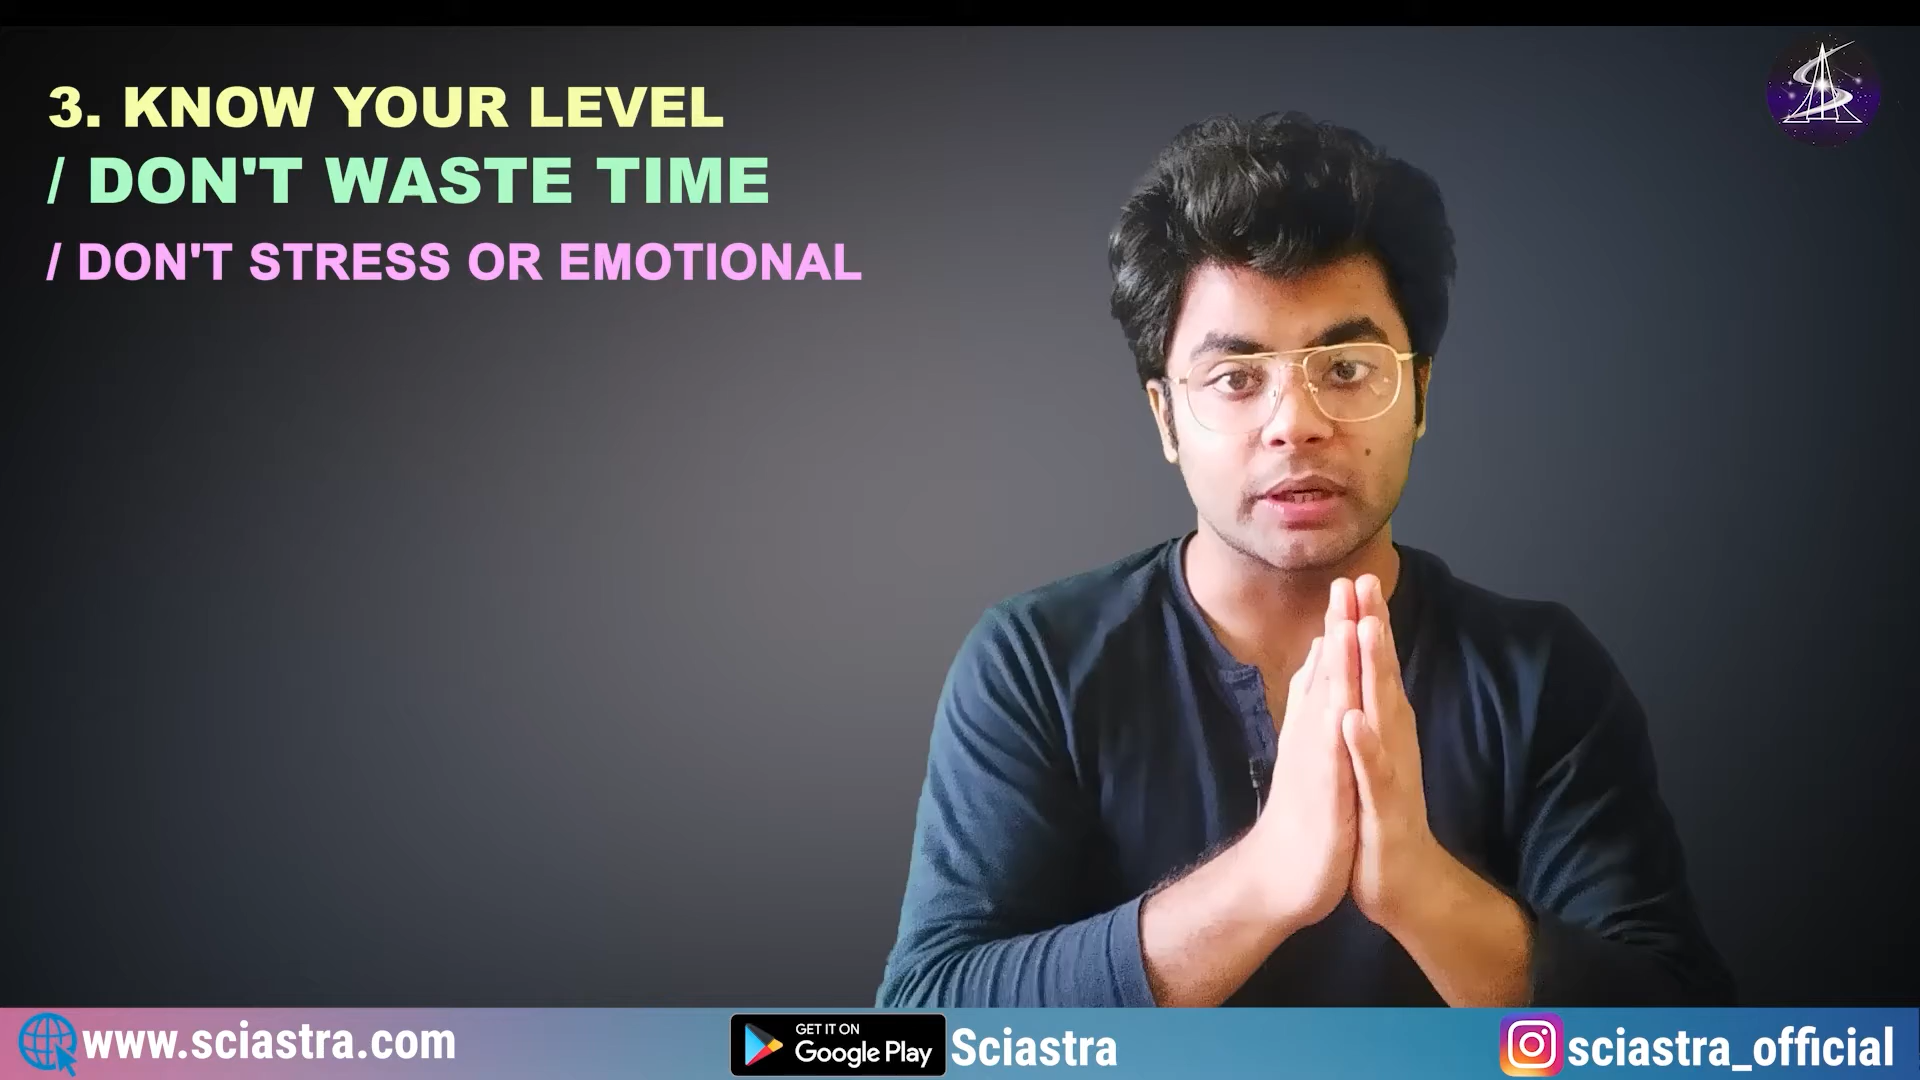 3. KNOW YOUR LEVEL
/ DON'T WASTE TIME
/ DON'T STRESS OR EMOTIONAL
www.sciastra.com
GET IT ON
Google Play
Sciastra
sciastra_official